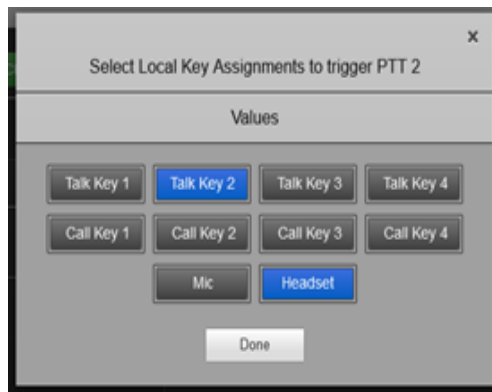 x
Select Local Key Assignments to trigger PTT 2
Values
Talk Key 1 Talk Key 2 Talk Key 3 Talk Key 4
Call Key 1 Call Key 2 Call Key 3 Call Key 4
Mic Headset
Done